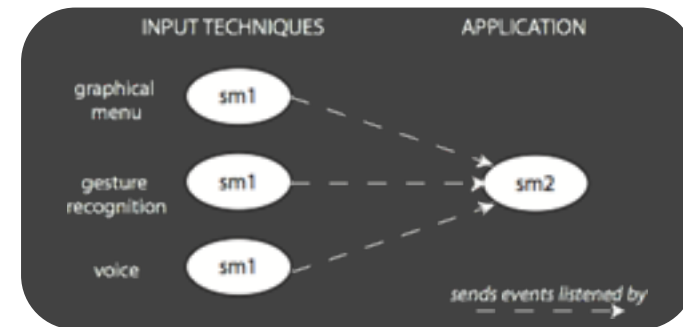 INPUT TECHNIQUES APPLICATION
graphical
menu
sm1
gesture
recognition
sm1
sm2
voice
sm1
sends events listened by